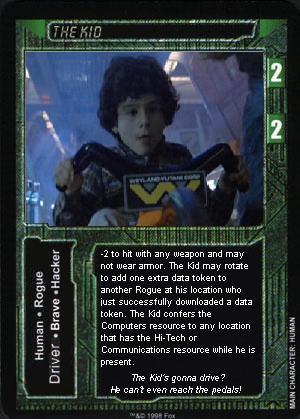 THE KID
2
2
WEYLAND-YUTANI CORP
Human • Rogue
Driver • Brave •Hacker
-2 to hit with any weapon and may
not wear armor. The Kid may rotate
to add one extra data token to
another Rogue at his location who
just successfully downloaded a data
token. The Kid confers the
Computers resource to any location
that has the Hi-Tech or
Communications resource while he is
present.
The Kid's gonna drive?
He can't even reach the pedals!
MAIN CHARACTER: HUMAN
™&© 1998 Fox